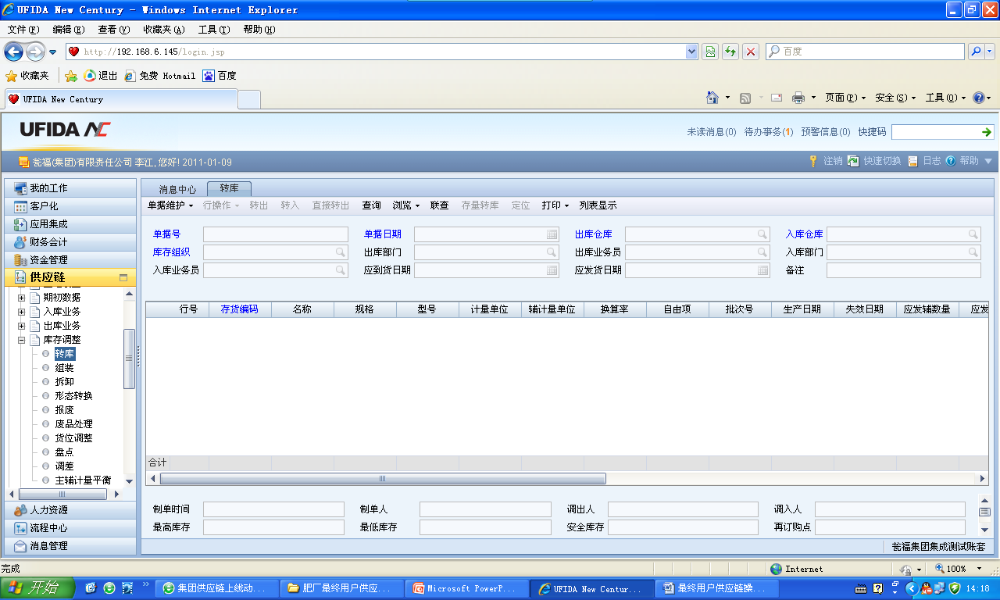 UFIDA New Century - Windows Internet Explorer
文件(F) 编辑(E) 查看(V) 收藏夹(A) 工具(T) 帮助(H)
http://192.168.6.145/login.jsp
百度
收藏夹 退出 免费 Hotmail 百度
UFIDA New Century
页面(P) 安全(S) 工具(O)
UFIDA NC
未读消息(0) 待办事务(1) 预警信息(0) 快捷码
瓮福(集团)有限责任公司 李江,您好! 2011-01-09
注销 快速切换 日志 帮助
我的工作
客户化
应用集成
财务会计
资金管理
供应链
期初数据
入库业务
出库业务
库存调整
转库
组装
拆卸
形态转换
报废
废品处理
货位调整
盘点
调差
主辅计量平衡
人力资源
流程中心
消息管理
消息中心 转库
单据维护 行操作 转出 转入 直接转出 查询 浏览 联查 存量转库 定位 打印 列表显示
单据号 单据日期 出库仓库 入库仓库
库存组织 出库部门 出库业务员 入库部门
入库业务员 应到货日期 应发货日期 备注
行号 存货编码 名称 规格 型号 计量单位 辅计量单位 换算率 自由项 批次号 生产日期 失效日期 应发辅数量 应发
合计
制单时间 制单人 调出人 调入人
最高库存 最低库存 安全库存 再订购点
瓮福集团集成测试账套
完成
Internet
100%
开始
集团供应链上线动...
肥厂最终用户供应...
Microsoft PowerP...
UFIDA New Centur...
最终用户供应链操...
14:18